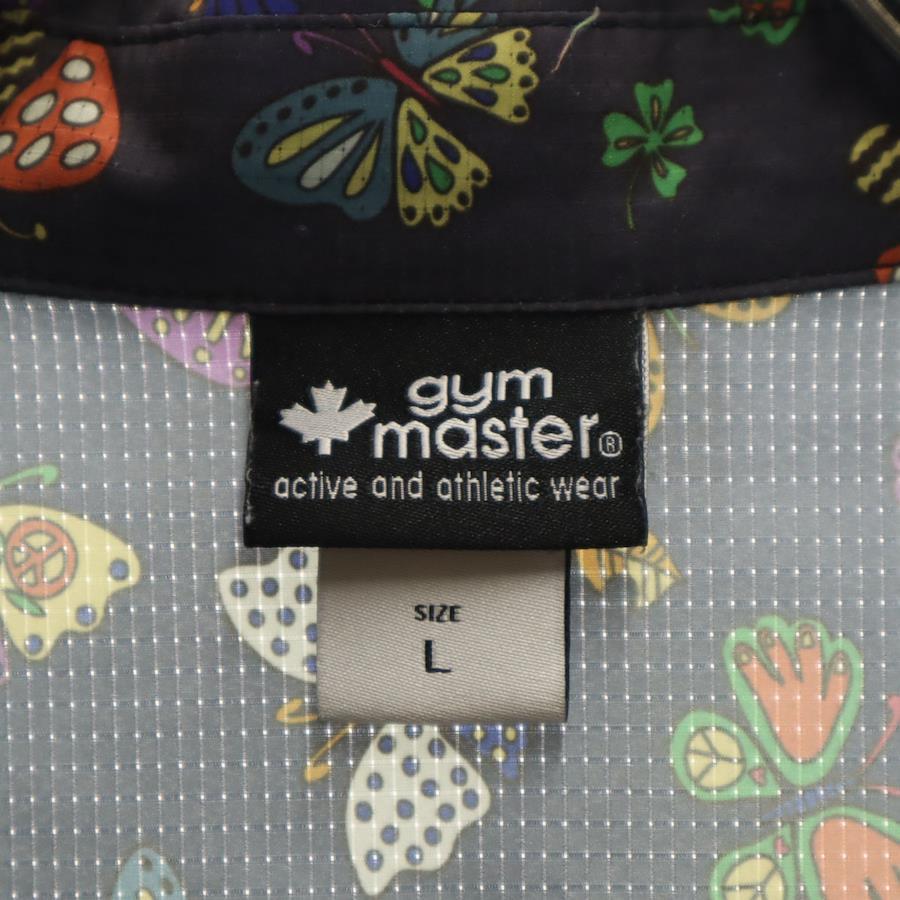 gym
master®
active and athletic wear
SIZE
L